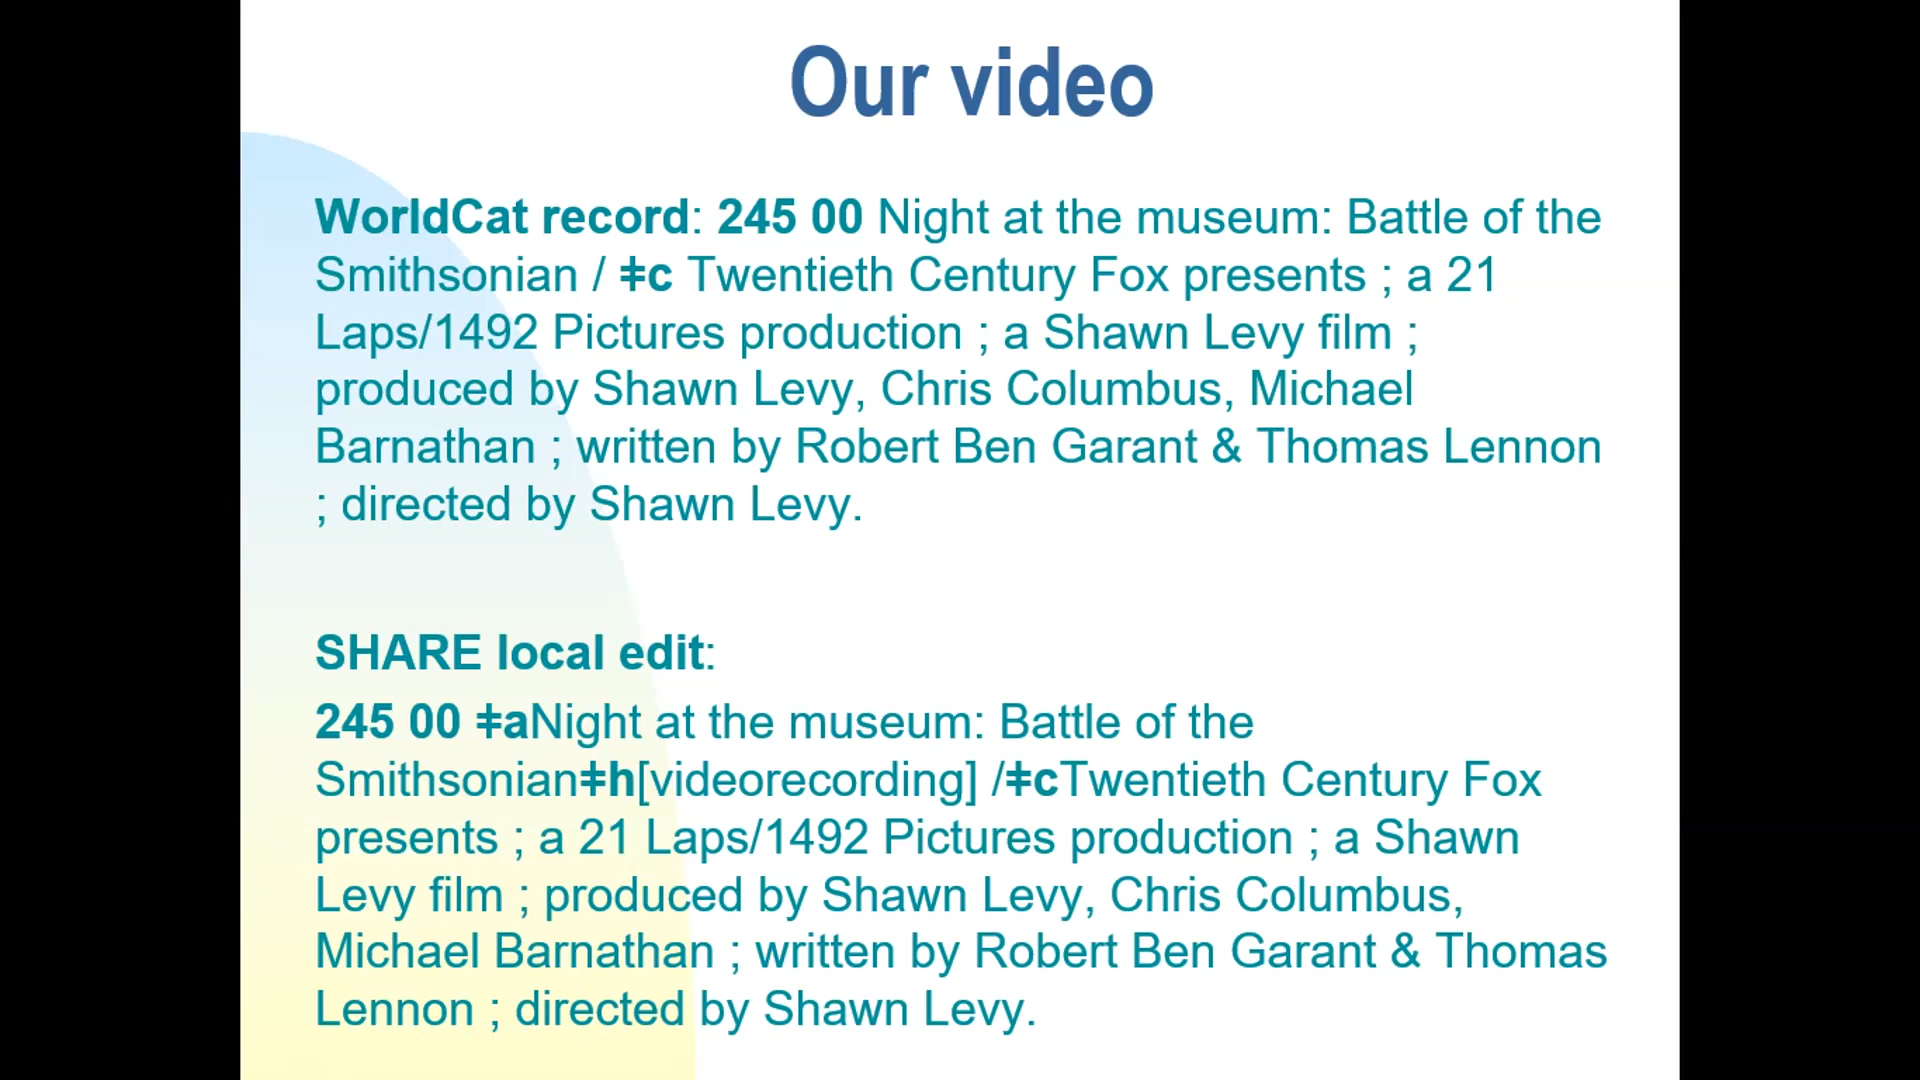 Our video
WorldCat record: 245 00 Night at the museum: Battle of the
Smithsonian / ǂc Twentieth Century Fox presents ; a 21
Laps/1492 Pictures production ; a Shawn Levy film ;
produced by Shawn Levy, Chris Columbus, Michael
Barnathan ; written by Robert Ben Garant & Thomas Lennon
; directed by Shawn Levy.
SHARE local edit:
245 00 ǂaNight at the museum: Battle of the
Smithsonianǂh[videorecording] /ǂcTwentieth Century Fox
presents ; a 21 Laps/1492 Pictures production ; a Shawn
Levy film ; produced by Shawn Levy, Chris Columbus,
Michael Barnathan ; written by Robert Ben Garant & Thomas
Lennon ; directed by Shawn Levy.